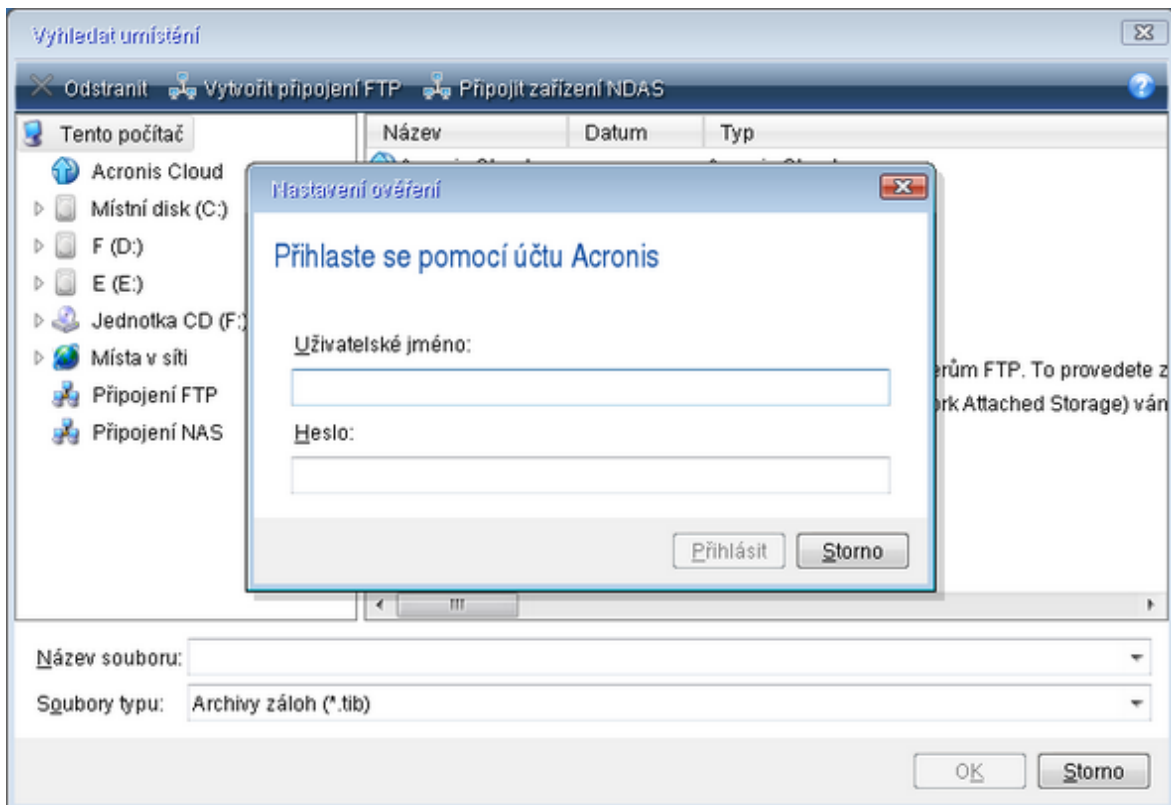 Vyhledat umístění
Odstranit Vytvořit připojení FTP Připojit zařízení NDAS
Tento počítač
Název Datum Typ
Acronis Cloud
Místní disk (C:)
F (D:)
E (E:)
Jednotka CD (F:)
Místa v síti
Připojení FTP
Připojení NAS
Nastavení ověření
Přihlaste se pomocí účtu Acronis
Uživatelské jméno:
Heslo:
Přihlásit Storno
erům FTP. To provedete z
ork Attached Storage) ván
Název souboru:
Soubory typu: Archivy záloh (*.tib)
OK Storno